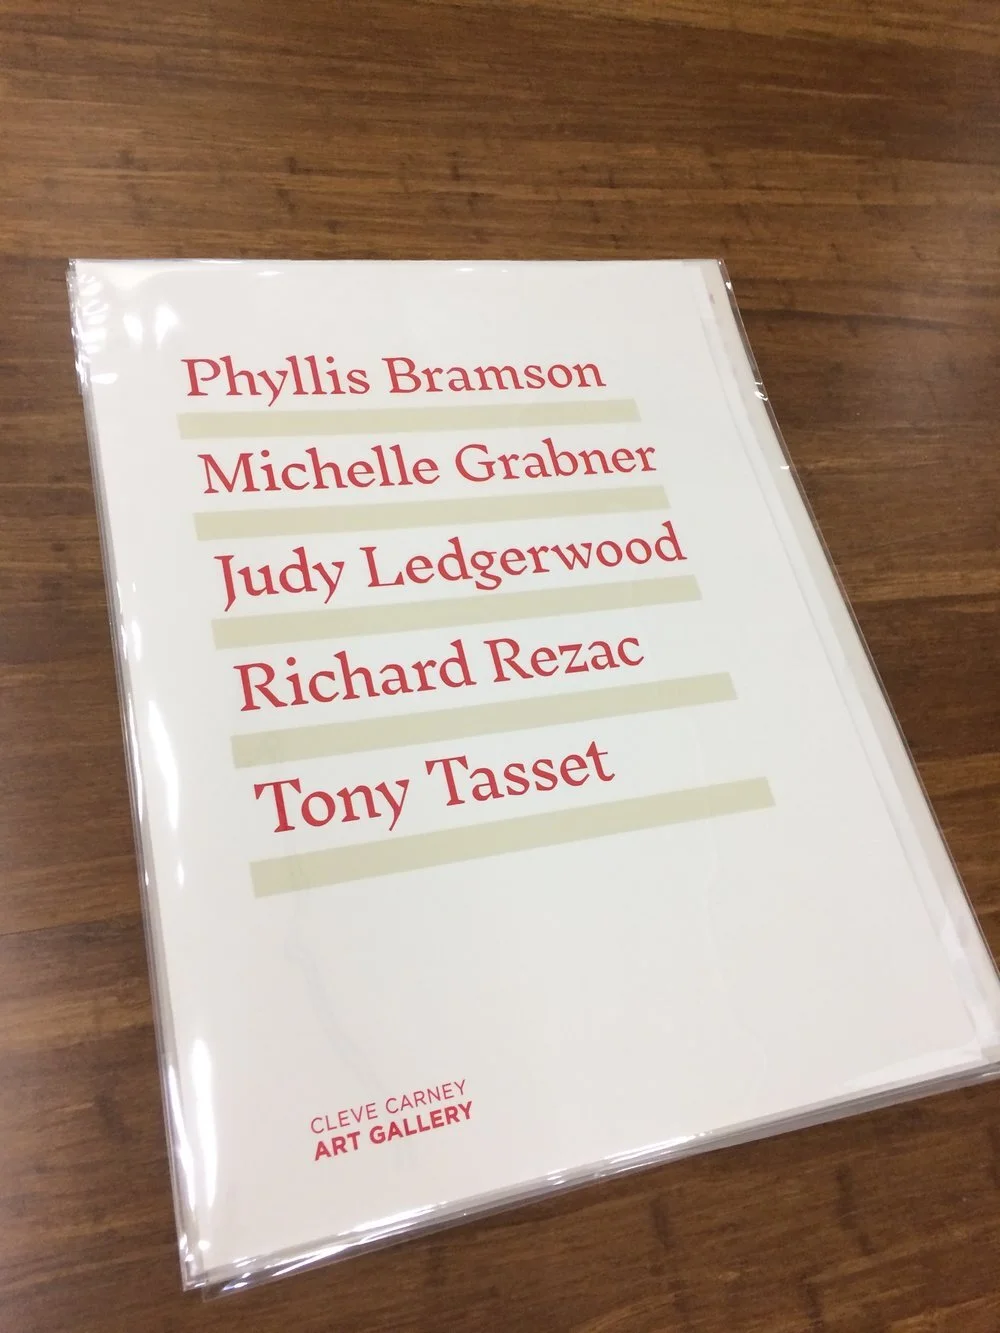 Phyllis Bramson
Michelle Grabner
Judy Ledgerwood
Richard Rezac
Tony Tasset
CLEVE CARNEY
ART GALLERY